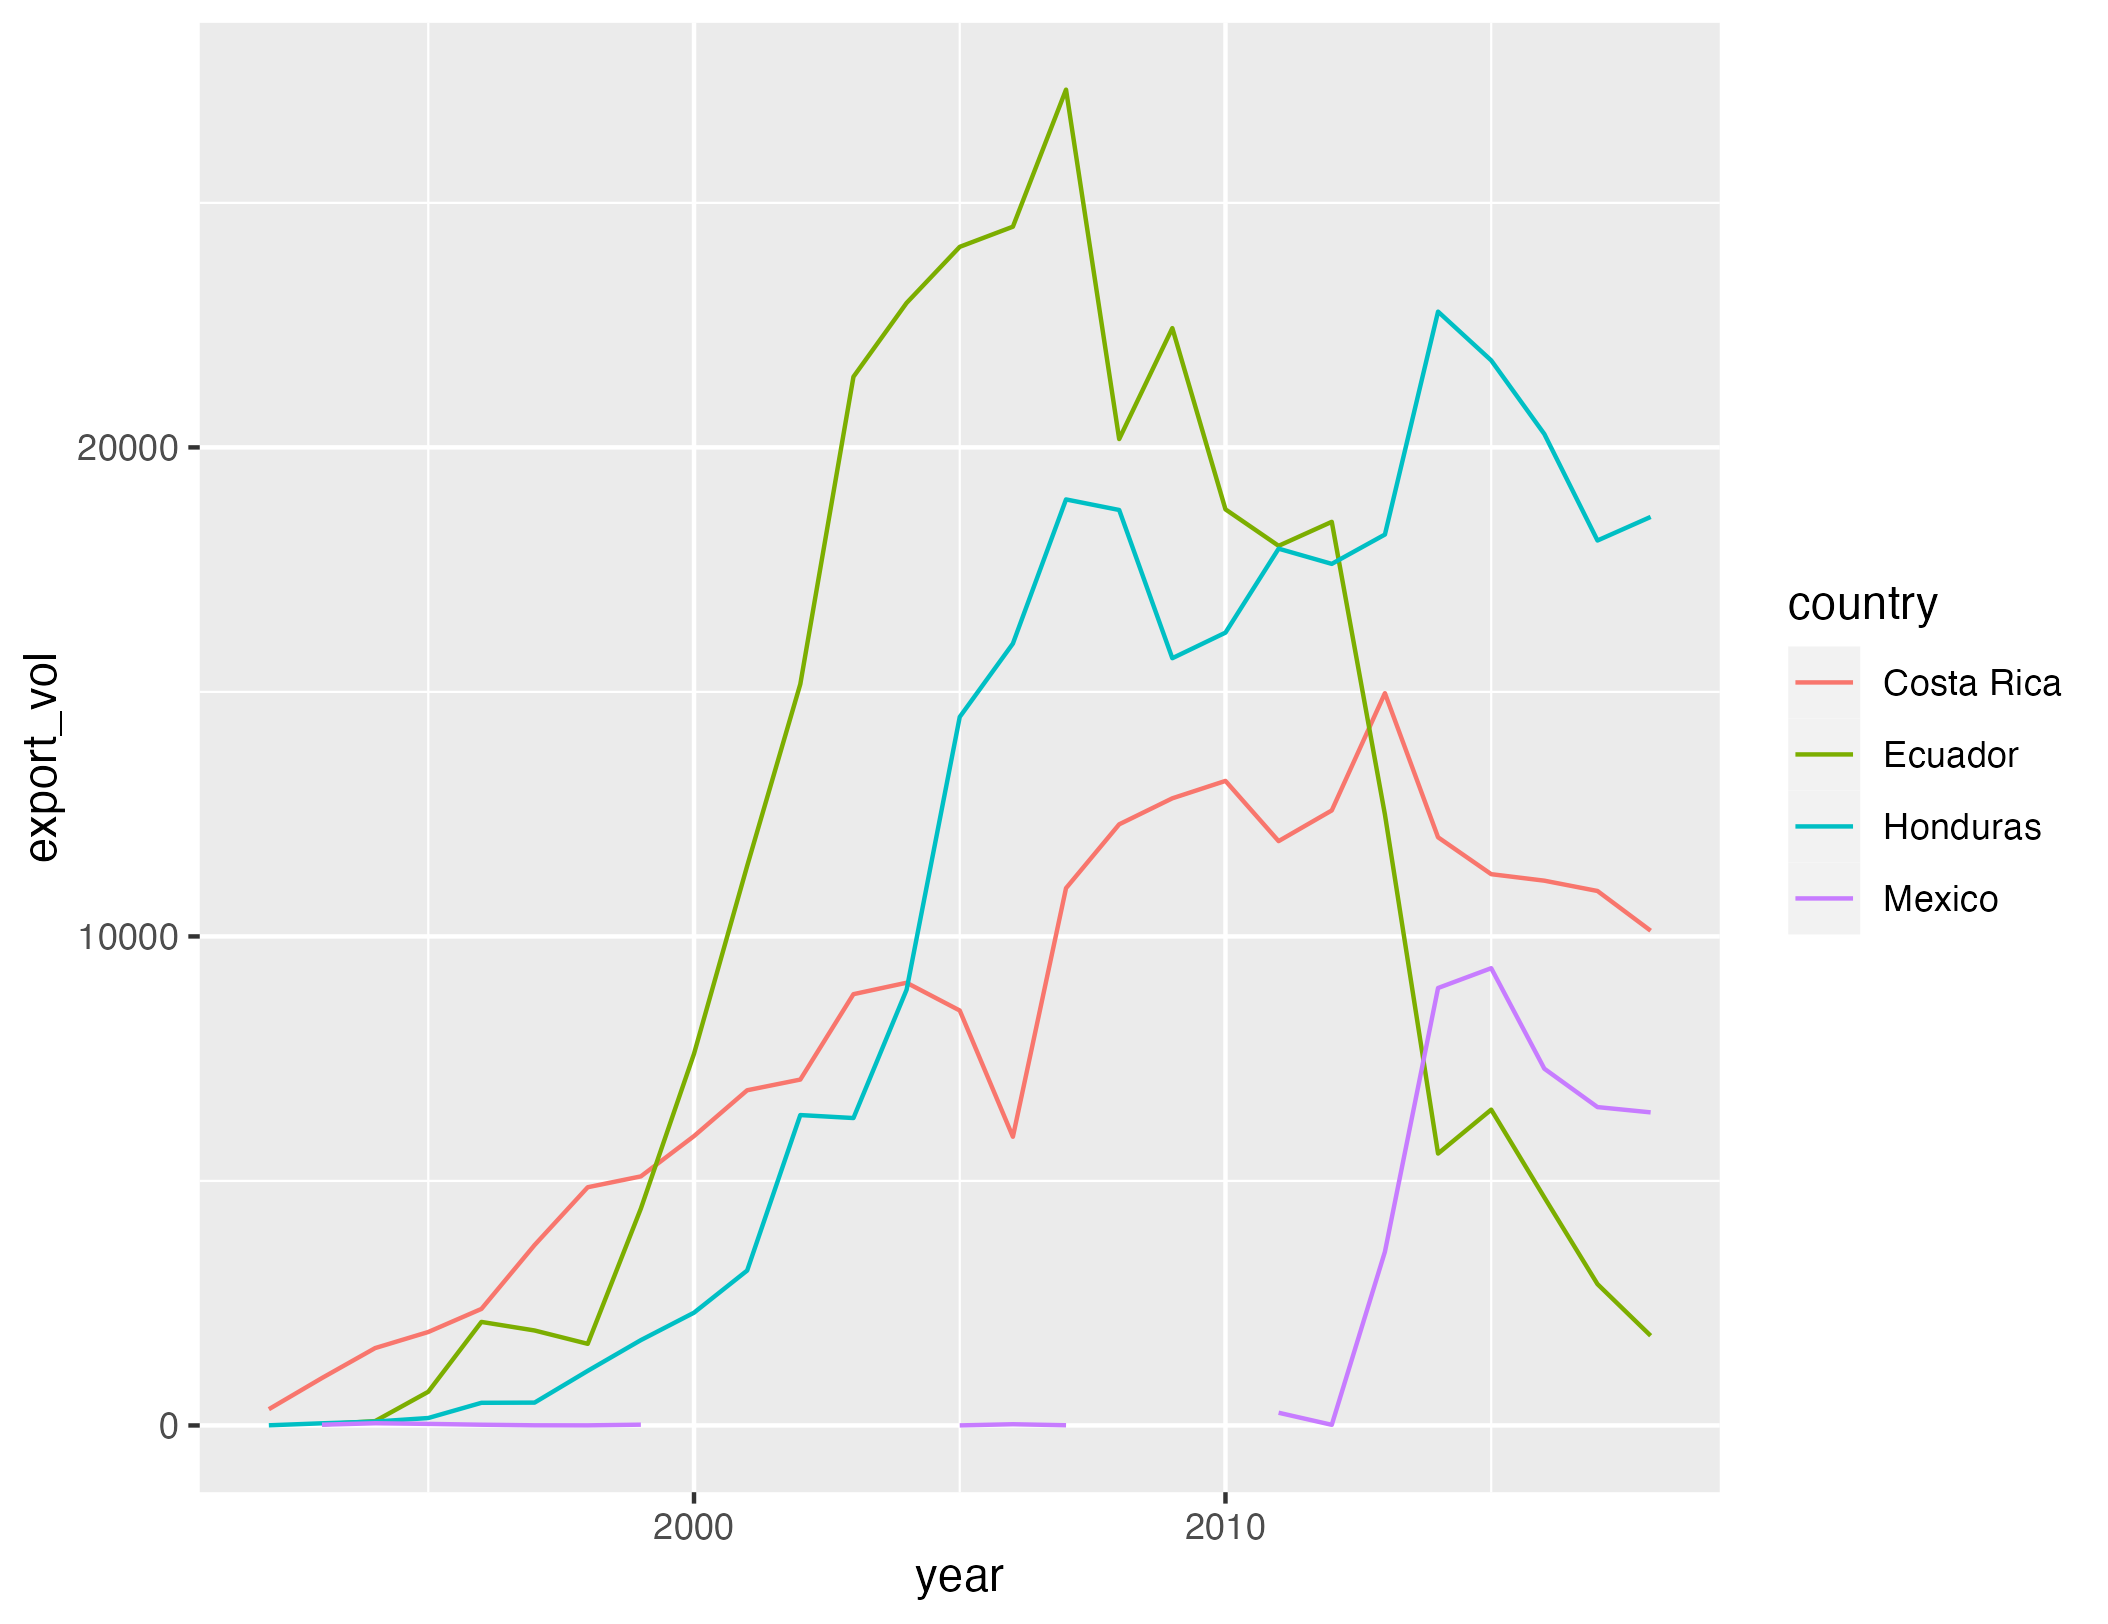 export_vol
20000
10000
0
2000
2010
year
country
Costa Rica
Ecuador
Honduras
Mexico